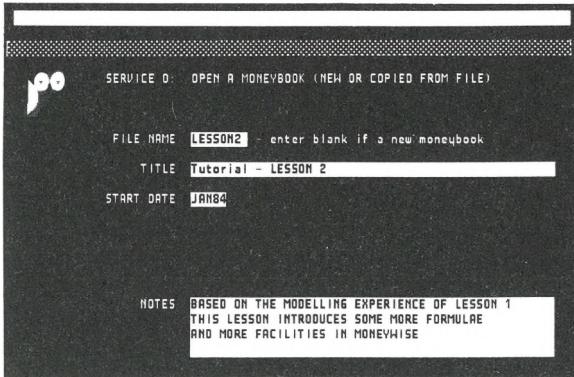 SERVICE O: OPEN A MONEYBOOK (NEW OR COPIED FROM FILE)
FILE NAME LESSON2 - enter blank if a new moneybook
TITLE Tutorial - LESSON 2
START DATE JAN84
NOTES BASED ON THE MODELLING EXPERIENCE OF LESSON 1
THIS LESSON INTRODUCES SOME MORE FORMULAE
AND MORE FACILITIES IN MONEYWISE